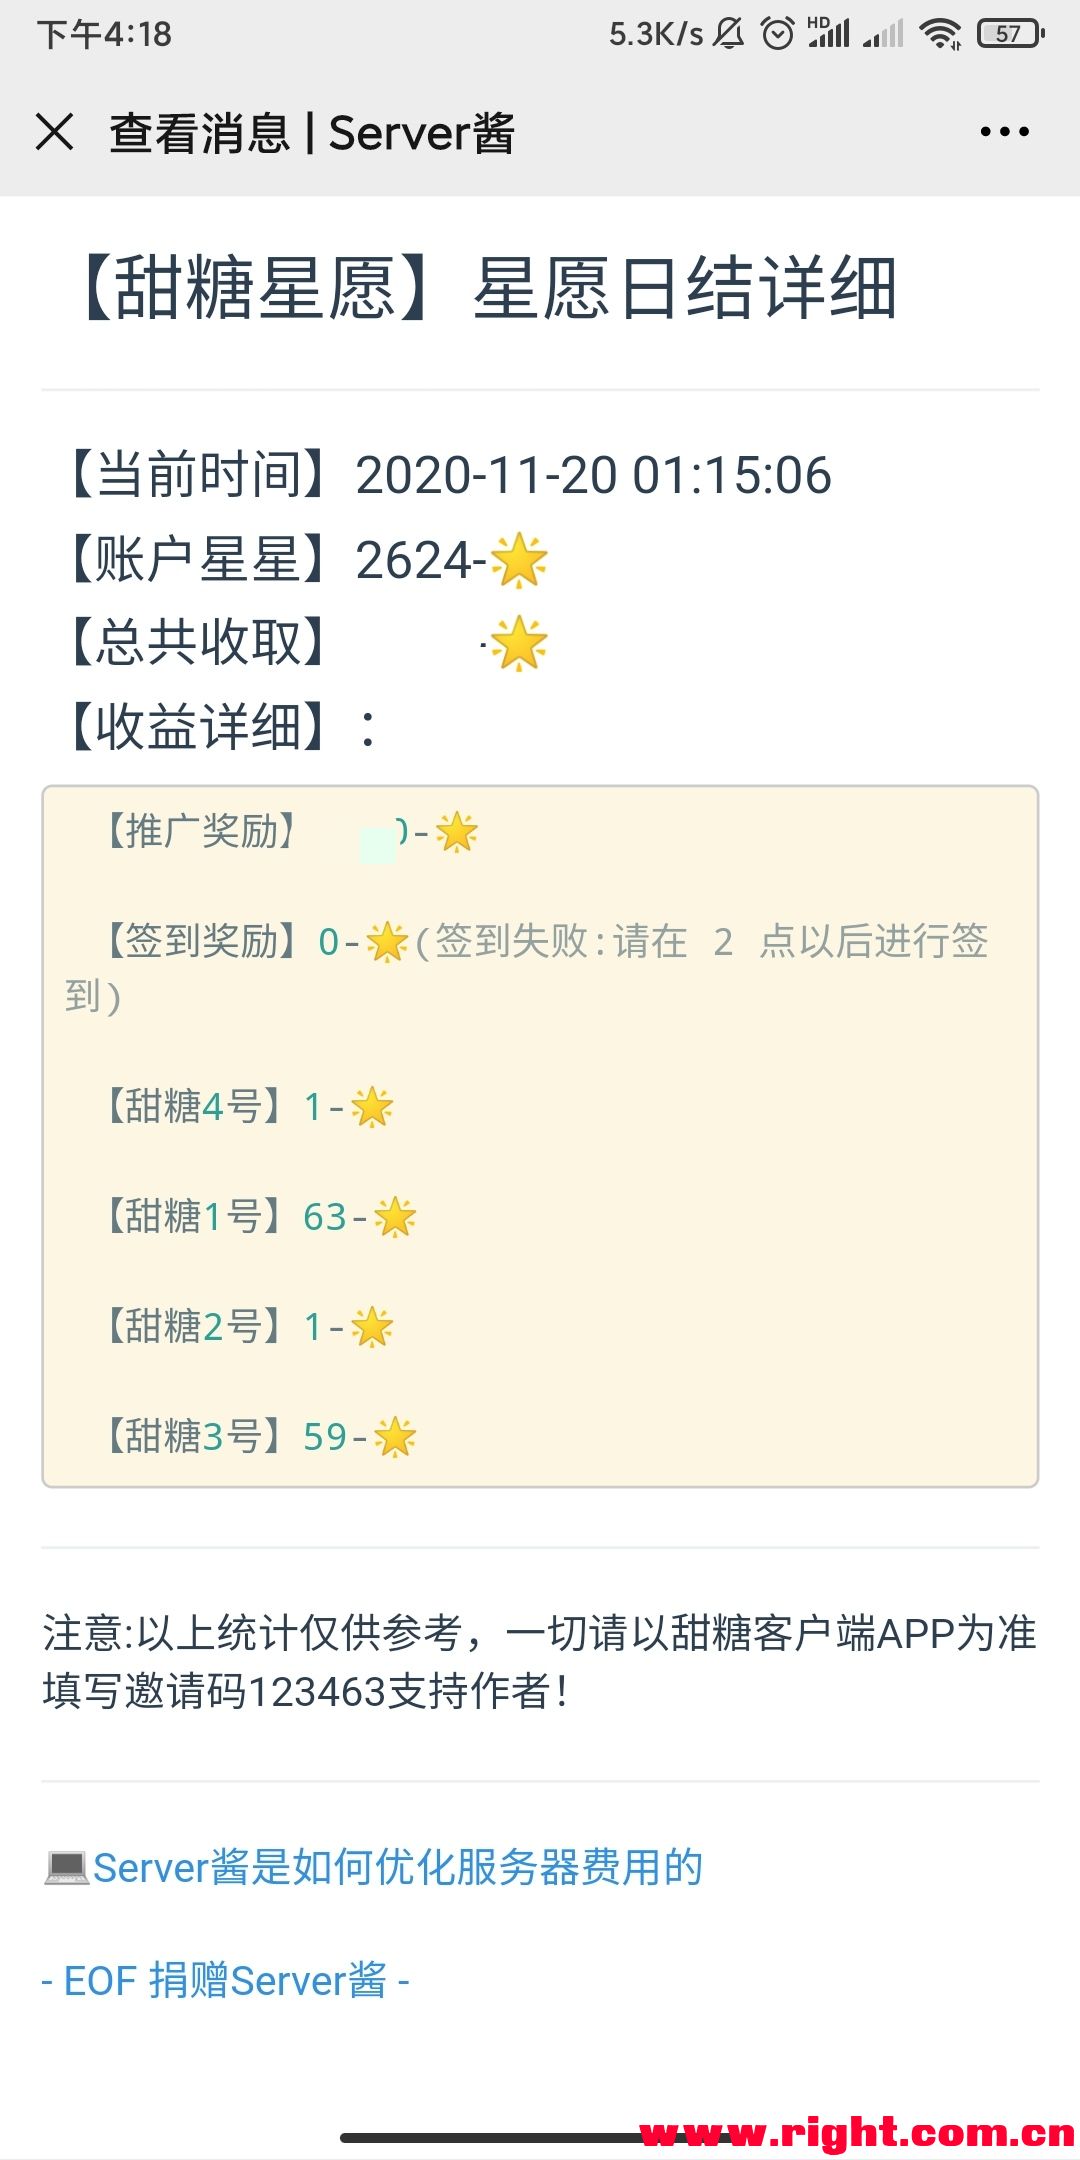 下午4:18
5.3K/s
HD
57
查看消息 | Server酱
【甜糖星愿】星愿日结详细
【当前时间】2020-11-20 01:15:06
【账户星星】2624-🌟
【总共收取】 🌟
【收益详细】：
【推广奖励】 -🌟
【签到奖励】0-🌟(签到失败:请在 2 点以后进行签
到)
【甜糖4号】1-🌟
【甜糖1号】63-🌟
【甜糖2号】1-🌟
【甜糖3号】59-🌟
注意:以上统计仅供参考，一切请以甜糖客户端APP为准
填写邀请码123463支持作者！
💻Server酱是如何优化服务器费用的
- EOF 捐赠Server酱 -
www.right.com.cn